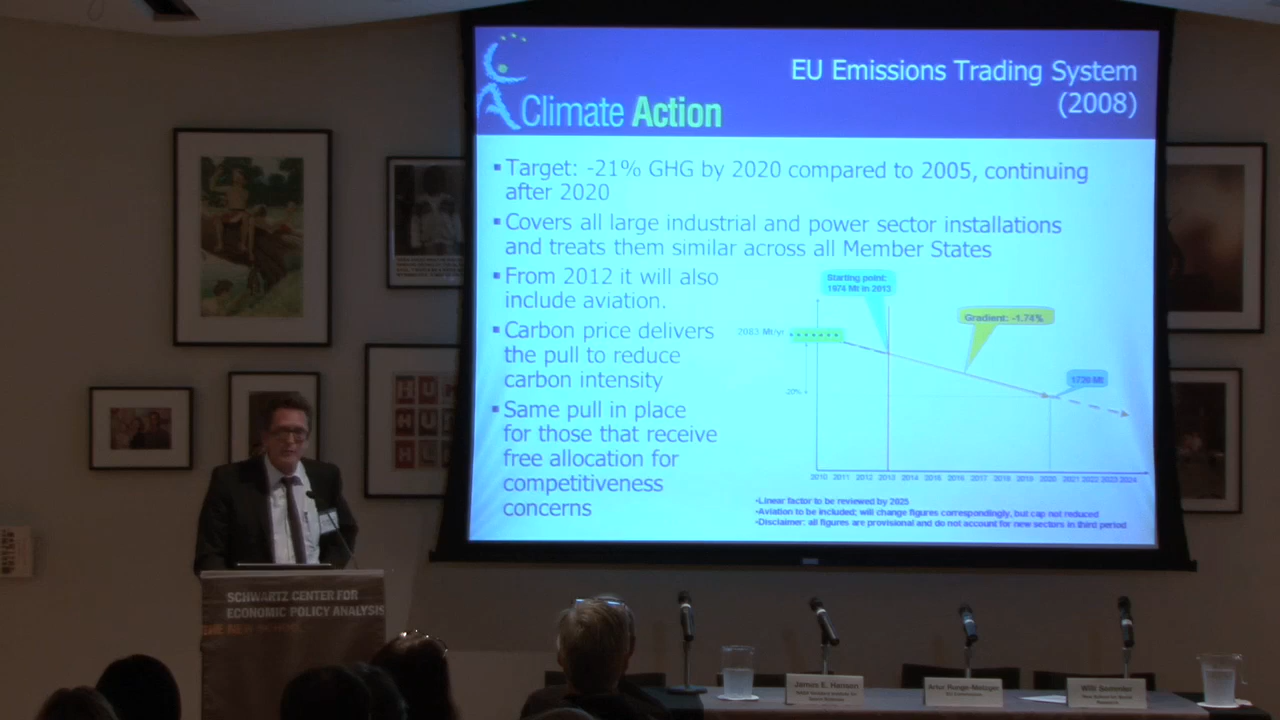 EU Emissions Trading System
(2008)
Climate Action
▪Target: -21% GHG by 2020 compared to 2005, continuing
after 2020
▪Covers all large industrial and power sector installations
and treats them similar across all Member States
▪From 2012 it will also
include aviation.
▪Carbon price delivers
the pull to reduce
carbon intensity
▪Same pull in place
for those that receive
free allocation for
competitiveness
concerns
Starting point:
1974 Mt in 2013
Gradient: -1.74%
2083 Mt/yr
1720 Mt
20%
2010 2011 2012 2013 2014 2015 2016 2017 2018 2019 2020 2021 2022 2023 2024
•Linear factor to be reviewed by 2025
•Aviation to be included; will change figures correspondingly, but cap not reduced
•Disclaimer: all figures are provisional and do not account for new sectors in third period
SCHWARTZ CENTER FOR
ECONOMIC POLICY ANALYSIS
THE NEW SCHOOL
James E. Hansen
Artur Runge-Metzger
Willi Semmler